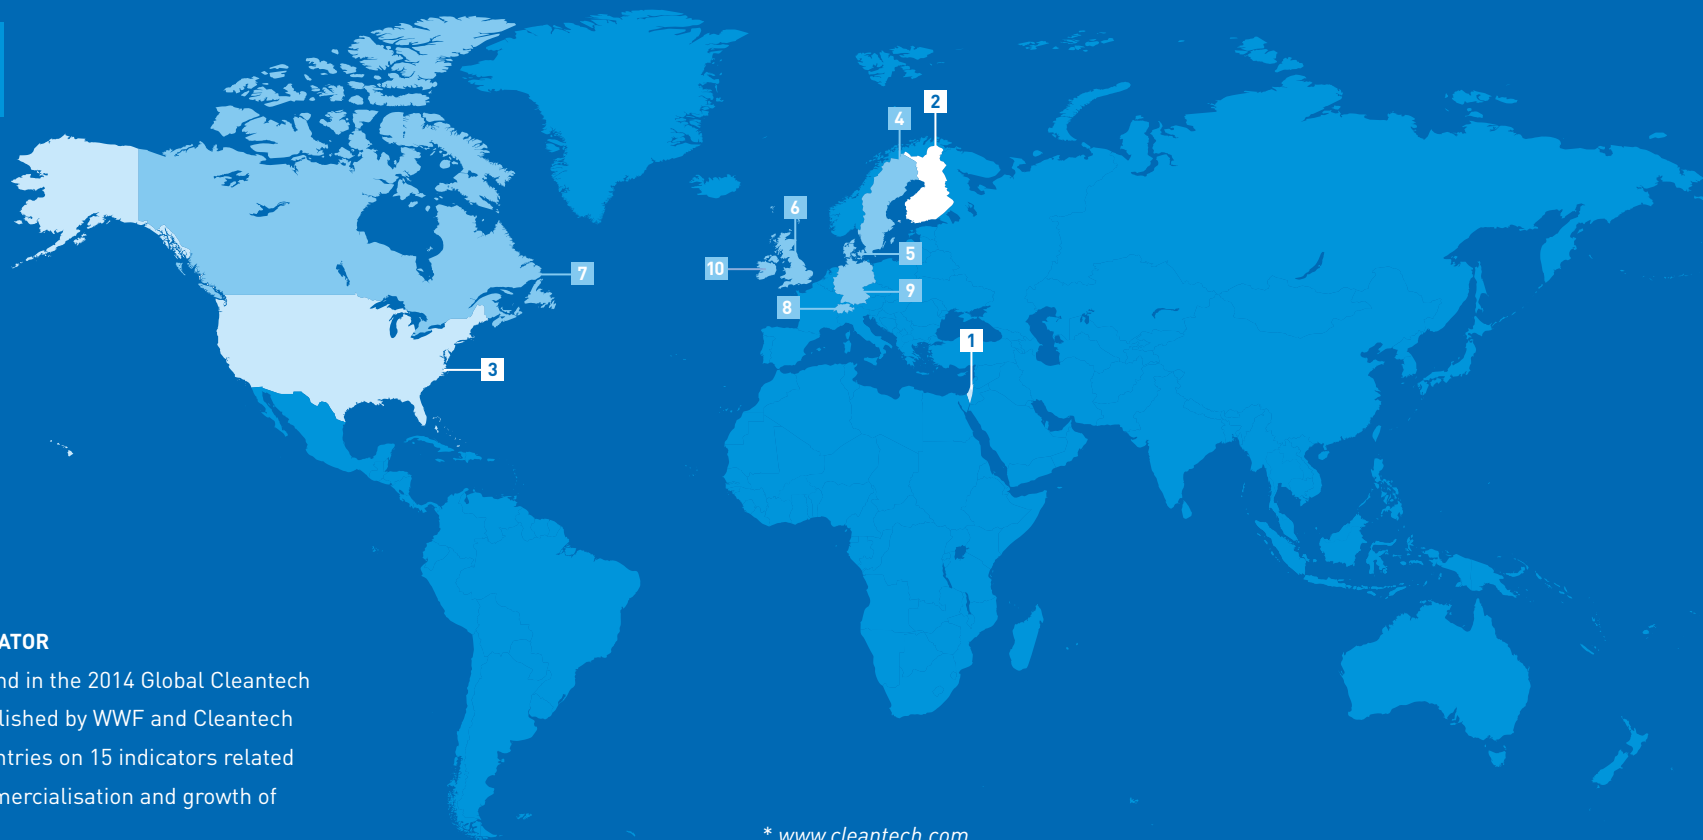 2
4
6
5
10
7
9
8
1
3
ATOR
nd in the 2014 Global Cleantech
lished by WWF and Cleantech
ntries on 15 indicators related
mercialisation and growth of
* www.cleantech.com